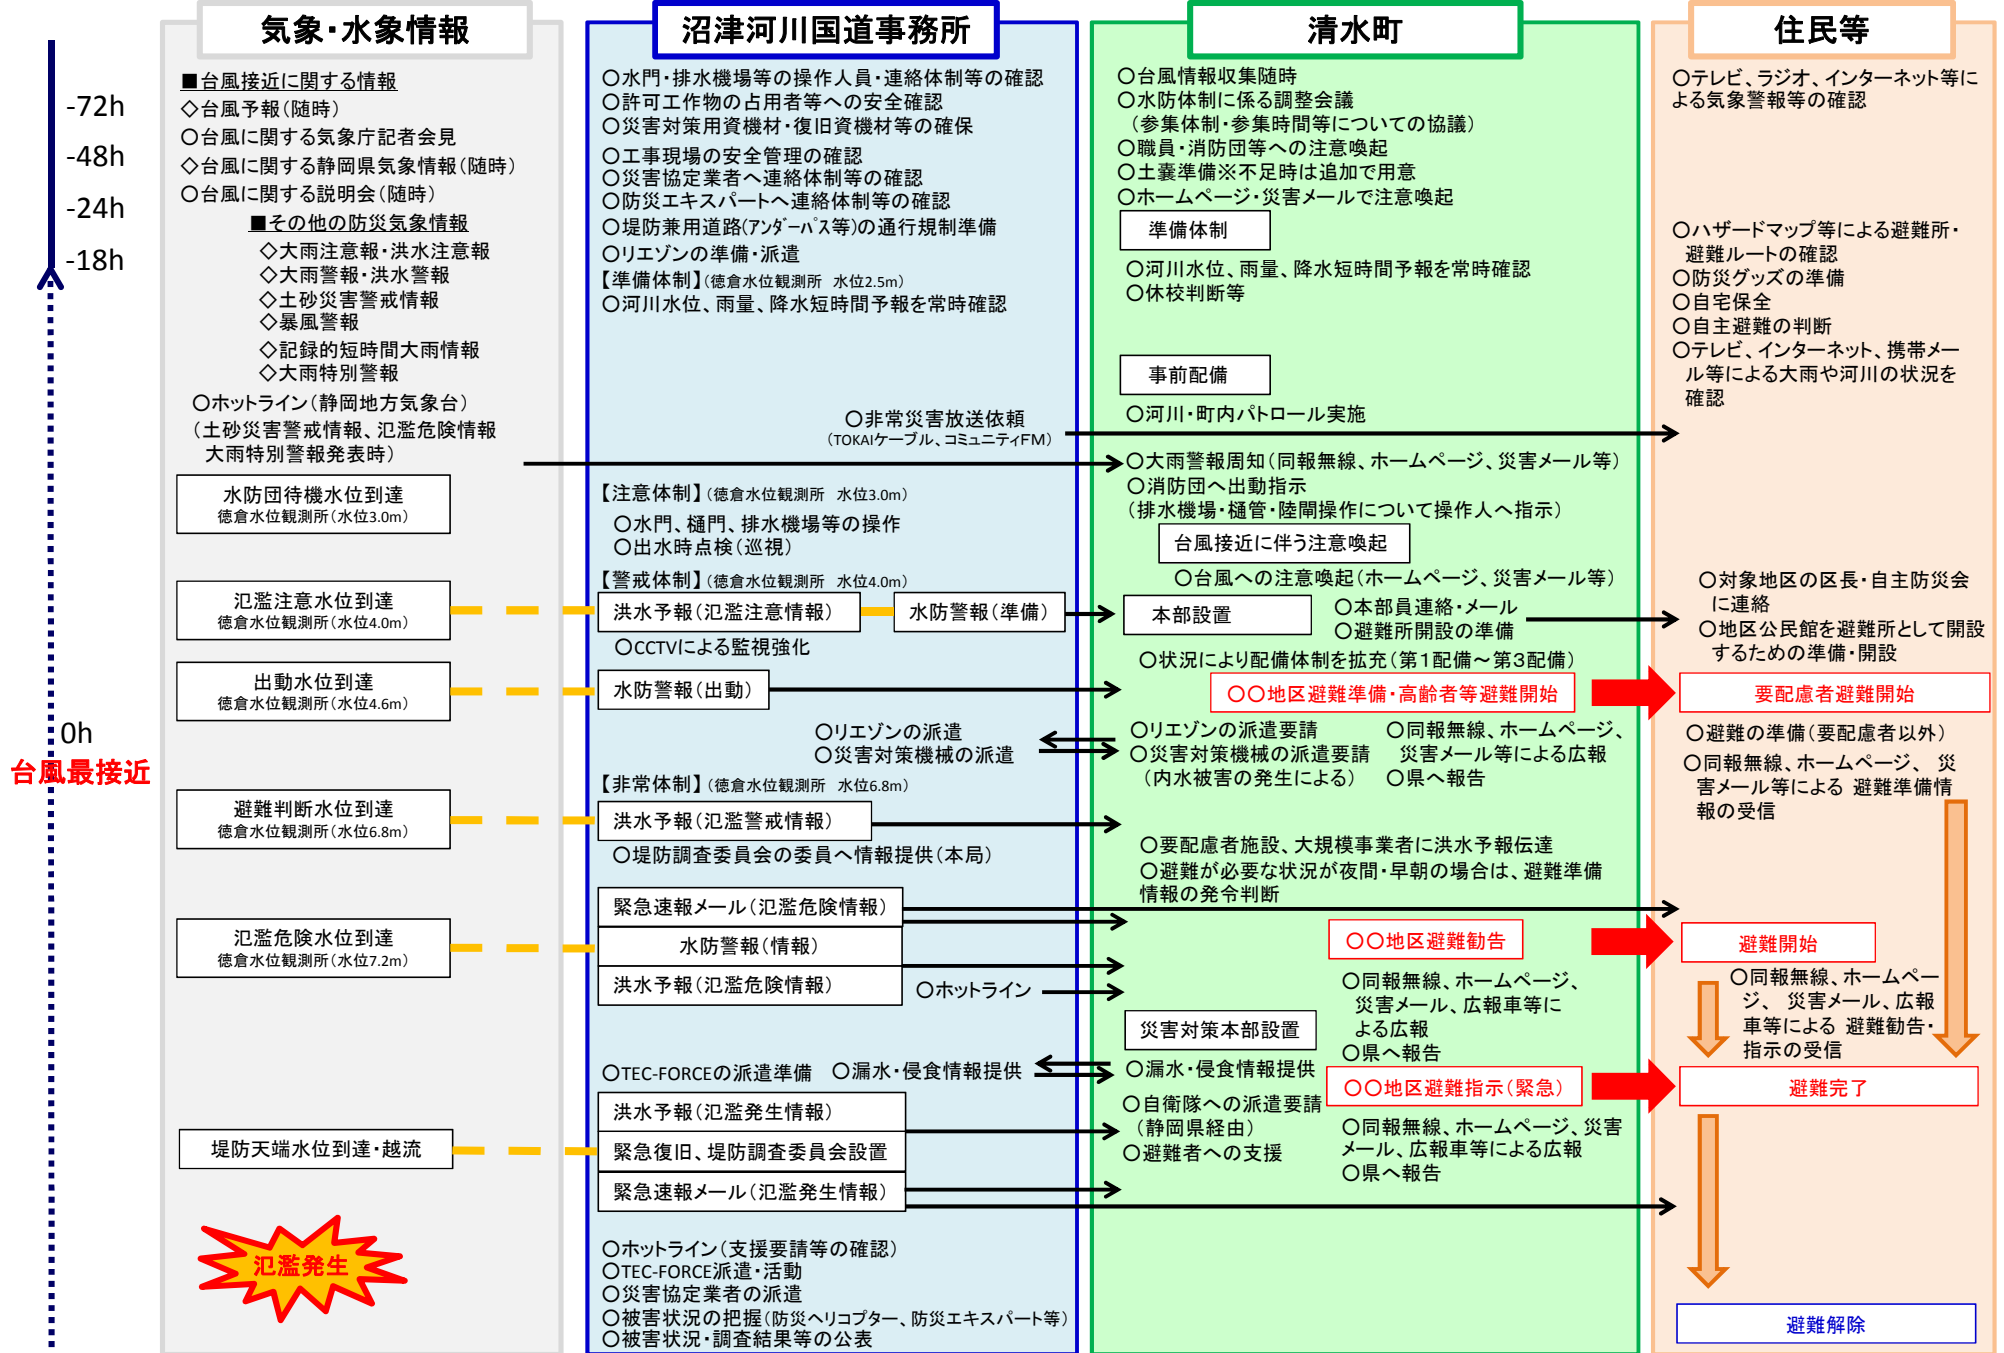 -72h
-48h
-24h
-18h
0h
台風最接近
気象・水象情報
■台風接近に関する情報
◇台風予報(随時)
○台風に関する気象庁記者会見
◇台風に関する静岡県気象情報(随時)
○台風に関する説明会(随時)
■その他の防災気象情報
◇大雨注意報・洪水注意報
◇大雨警報・洪水警報
◇土砂災害警戒情報
◇暴風警報
◇記録的短時間大雨情報
◇大雨特別警報
○ホットライン(静岡地方気象台)
(土砂災害警戒情報、氾濫危険情報
大雨特別警報発表時)
水防団待機水位到達
徳倉水位観測所(水位3.0m)
氾濫注意水位到達
徳倉水位観測所(水位4.0m)
出動水位到達
徳倉水位観測所(水位4.6m)
避難判断水位到達
徳倉水位観測所(水位6.8m)
氾濫危険水位到達
徳倉水位観測所(水位7.2m)
堤防天端水位到達・越流
氾濫発生
沼津河川国道事務所
○水門・排水機場等の操作人員・連絡体制等の確認
○許可工作物の占用者等への安全確認
○災害対策用資機材・復旧資機材等の確保
○工事現場の安全管理の確認
○災害協定業者へ連絡体制等の確認
○防災エキスパートへ連絡体制等の確認
○堤防兼用道路(アンダーパス等)の通行規制準備
○リエゾンの準備・派遣
【準備体制】(徳倉水位観測所 水位2.5m)
○河川水位、雨量、降水短時間予報を常時確認
○非常災害放送依頼
(TOKAIケーブル、コミュニティFM)
【注意体制】(徳倉水位観測所 水位3.0m)
○水門、樋門、排水機場等の操作
○出水時点検(巡視)
【警戒体制】(徳倉水位観測所 水位4.0m)
洪水予報(氾濫注意情報)
水防警報(準備)
○CCTVによる監視強化
水防警報(出動)
○リエゾンの派遣
○災害対策機械の派遣
【非常体制】(徳倉水位観測所 水位6.8m)
洪水予報(氾濫警戒情報)
○堤防調査委員会の委員へ情報提供(本局)
緊急速報メール(氾濫危険情報)
水防警報(情報)
洪水予報(氾濫危険情報)
○ホットライン
○TEC-FORCEの派遣準備
○漏水・侵食情報提供
洪水予報(氾濫発生情報)
緊急復旧、堤防調査委員会設置
緊急速報メール(氾濫発生情報)
○ホットライン(支援要請等の確認)
○TEC-FORCE派遣・活動
○災害協定業者の派遣
○被害状況の把握(防災ヘリコプター、防災エキスパート等)
○被害状況・調査結果等の公表
清水町
○台風情報収集随時
○水防体制に係る調整会議
(参集体制・参集時間等についての協議)
○職員・消防団等への注意喚起
○土嚢準備※不足時は追加で用意
○ホームページ・災害メールで注意喚起
準備体制
○河川水位、雨量、降水短時間予報を常時確認
○休校判断等
事前配備
○河川・町内パトロール実施
○大雨警報周知(同報無線、ホームページ、災害メール等)
○消防団へ出動指示
(排水機場・樋管・陸閘操作について操作人へ指示)
台風接近に伴う注意喚起
○台風への注意喚起(ホームページ、災害メール等)
本部設置
○本部員連絡・メール
○避難所開設の準備
○状況により配備体制を拡充(第1配備～第3配備)
○○地区避難準備・高齢者等避難開始
○リエゾンの派遣要請
○災害対策機械の派遣要請
(内水被害の発生による)
○同報無線、ホームページ、
災害メール等による広報
○県へ報告
○要配慮者施設、大規模事業者に洪水予報伝達
○避難が必要な状況が夜間・早朝の場合は、避難準備
情報の発令判断
○○地区避難勧告
○同報無線、ホームページ、
災害メール、広報車等に
よる広報
○県へ報告
災害対策本部設置
○漏水・侵食情報提供
○○地区避難指示(緊急)
○自衛隊への派遣要請
(静岡県経由)
○避難者への支援
○同報無線、ホームページ、災害
メール、広報車等による広報
○県へ報告
住民等
○テレビ、ラジオ、インターネット等に
よる気象警報等の確認
○ハザードマップ等による避難所・
避難ルートの確認
○防災グッズの準備
○自宅保全
○自主避難の判断
○テレビ、インターネット、携帯メー
ル等による大雨や河川の状況を
確認
○対象地区の区長・自主防災会
に連絡
○地区公民館を避難所として開設
するための準備・開設
要配慮者避難開始
○避難の準備(要配慮者以外)
○同報無線、ホームページ、 災
害メール等による 避難準備情
報の受信
避難開始
○同報無線、ホームペー
ジ、 災害メール、広報
車等による 避難勧告・
指示の受信
避難完了
避難解除